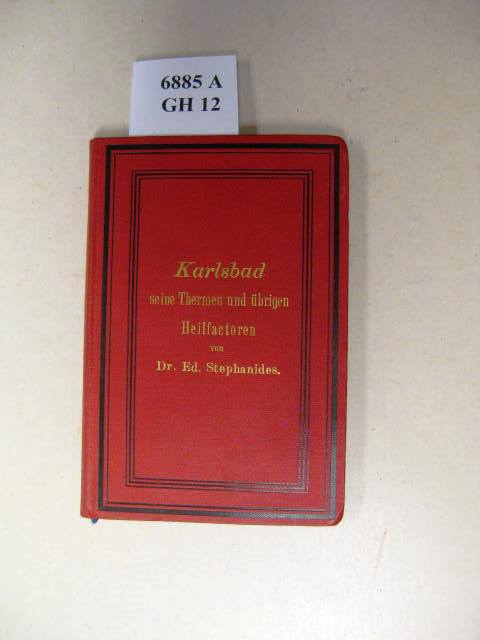 6885 A
GH 12
Karlsbad
seine Thermen und übrigen
Heilfactoren
von
Dr. Ed. Stephanides.